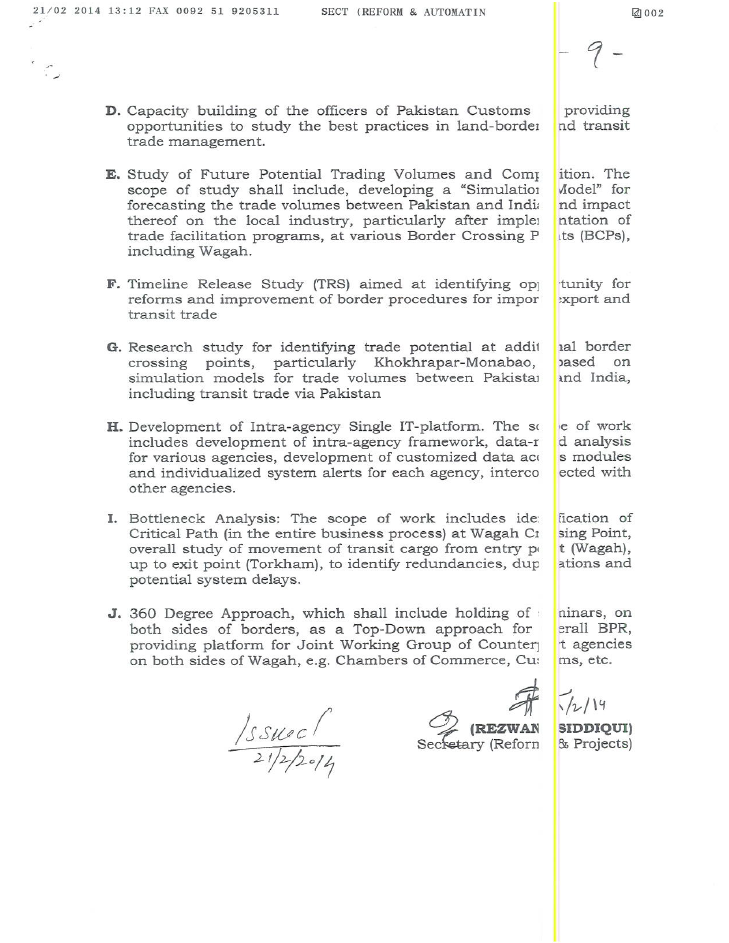 21/02 2014 13:12 FAX 0092 51 9205311 SECT (REFORM & AUTOMATIN 002
- 9 -
D. Capacity building of the officers of Pakistan Customs providing
opportunities to study the best practices in land-borde nd transit
trade management.
E. Study of Future Potential Trading Volumes and Comp ition. The
scope of study shall include, developing a "Simulatio Model" for
forecasting the trade volumes between Pakistan and Indi nd impact
thereof on the local industry, particularly after imple ntation of
trade facilitation programs, at various Border Crossing P ts (BCPs),
including Wagah.
F. Timeline Release Study (TRS) aimed at identifying op tunity for
reforms and improvement of border procedures for impor export and
transit trade
G. Research study for identifying trade potential at addit nal border
crossing points, particularly Khokhrapar-Monabao, based on
simulation models for trade volumes between Pakista and India,
including transit trade via Pakistan
H. Development of Intra-agency Single IT-platform. The sc e of work
includes development of intra-agency framework, data-r d analysis
for various agencies, development of customized data acc s modules
and individualized system alerts for each agency, interco ected with
other agencies.
I. Bottleneck Analysis: The scope of work includes ide fication of
Critical Path (in the entire business process) at Wagah Cr sing Point,
overall study of movement of transit cargo from entry p t (Wagah),
up to exit point (Torkham), to identify redundancies, dup ations and
potential system delays.
J. 360 Degree Approach, which shall include holding of minars, on
both sides of borders, as a Top-Down approach for erall BPR,
providing platform for Joint Working Group of Counter t agencies
on both sides of Wagah, e.g. Chambers of Commerce, Cu ms, etc.
/2/14
Issued
21/2/2014
(REZWAN SIDDIQUI)
Secretary (Reforn & Projects)